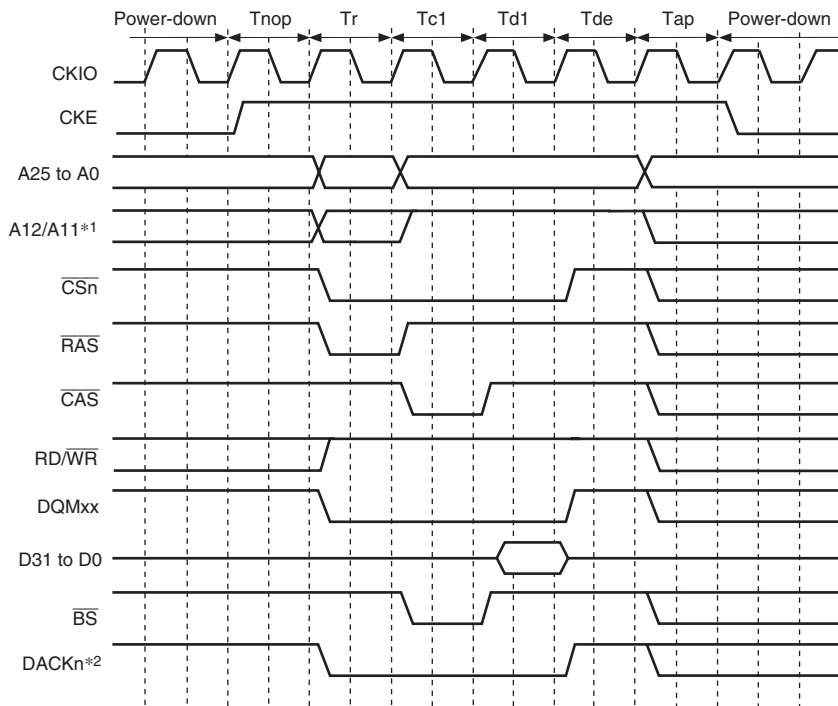 Power-down Tnop Tr Tc1 Td1 Tde Tap Power-down
CKIO
CKE
A25 to A0
A12/A11*1
CSn
RAS
CAS
RD/WR
DQMxx
D31 to D0
BS
DACKn*2